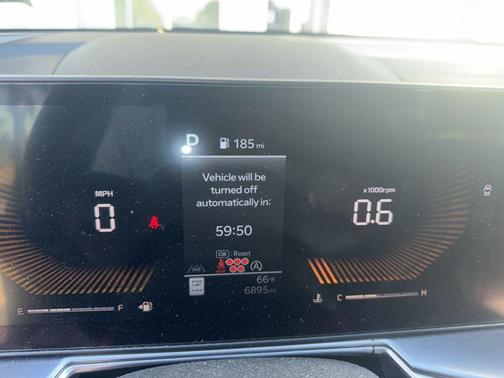 P 185 mi
Vehicle will be
turned off
automatically in:
59:50
OK : Reset
MPH
0
x1000rpm
0.6
66°F
6895 mi
E F
C H